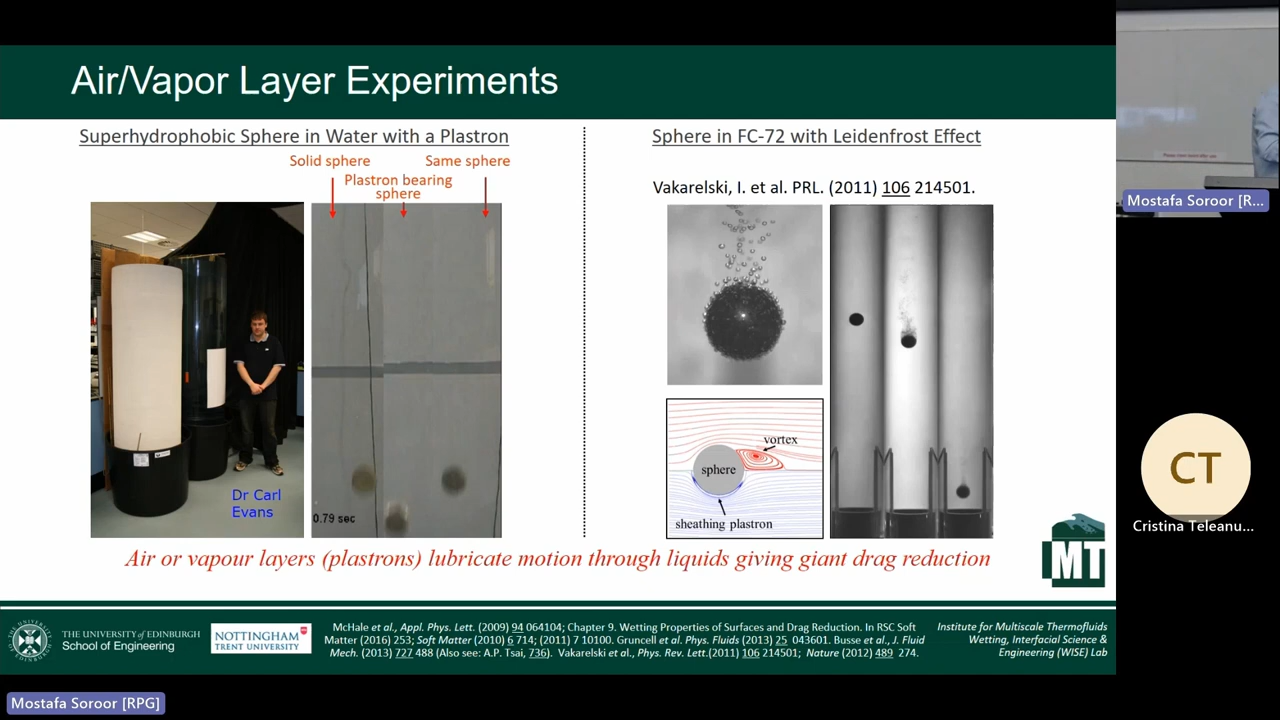 Air/Vapor Layer Experiments
Superhydrophobic Sphere in Water with a Plastron
Solid sphere
Same sphere
Plastron bearing
sphere
Dr Carl
Evans
0.79 sec
Sphere in FC-72 with Leidenfrost Effect
Vakarelski, I. et al. PRL. (2011) 106 214501.
vortex
sphere
sheathing plastron
Air or vapour layers (plastrons) lubricate motion through liquids giving giant drag reduction
MT
THE UNIVERSITY of EDINBURGH
School of Engineering
NOTTINGHAM
TRENT UNIVERSITY
McHale et al., Appl. Phys. Lett. (2009) 94 064104; Chapter 9. Wetting Properties of Surfaces and Drag Reduction. In RSC Soft
Matter (2016) 253; Soft Matter (2010) 6 714; (2011) 7 10100. Gruncell et al. Phys. Fluids (2013) 25 043601. Busse et al., J. Fluid
Mech. (2013) 727 488 (Also see: A.P. Tsai, 736). Vakarelski et al., Phys. Rev. Lett.(2011) 106 214501; Nature (2012) 489 274.
Institute for Multiscale Thermofluids
Wetting, Interfacial Science &
Engineering (WISE) Lab
Mostafa Soroor [R...
CT
Cristina Teleanu...
Mostafa Soroor [RPG]